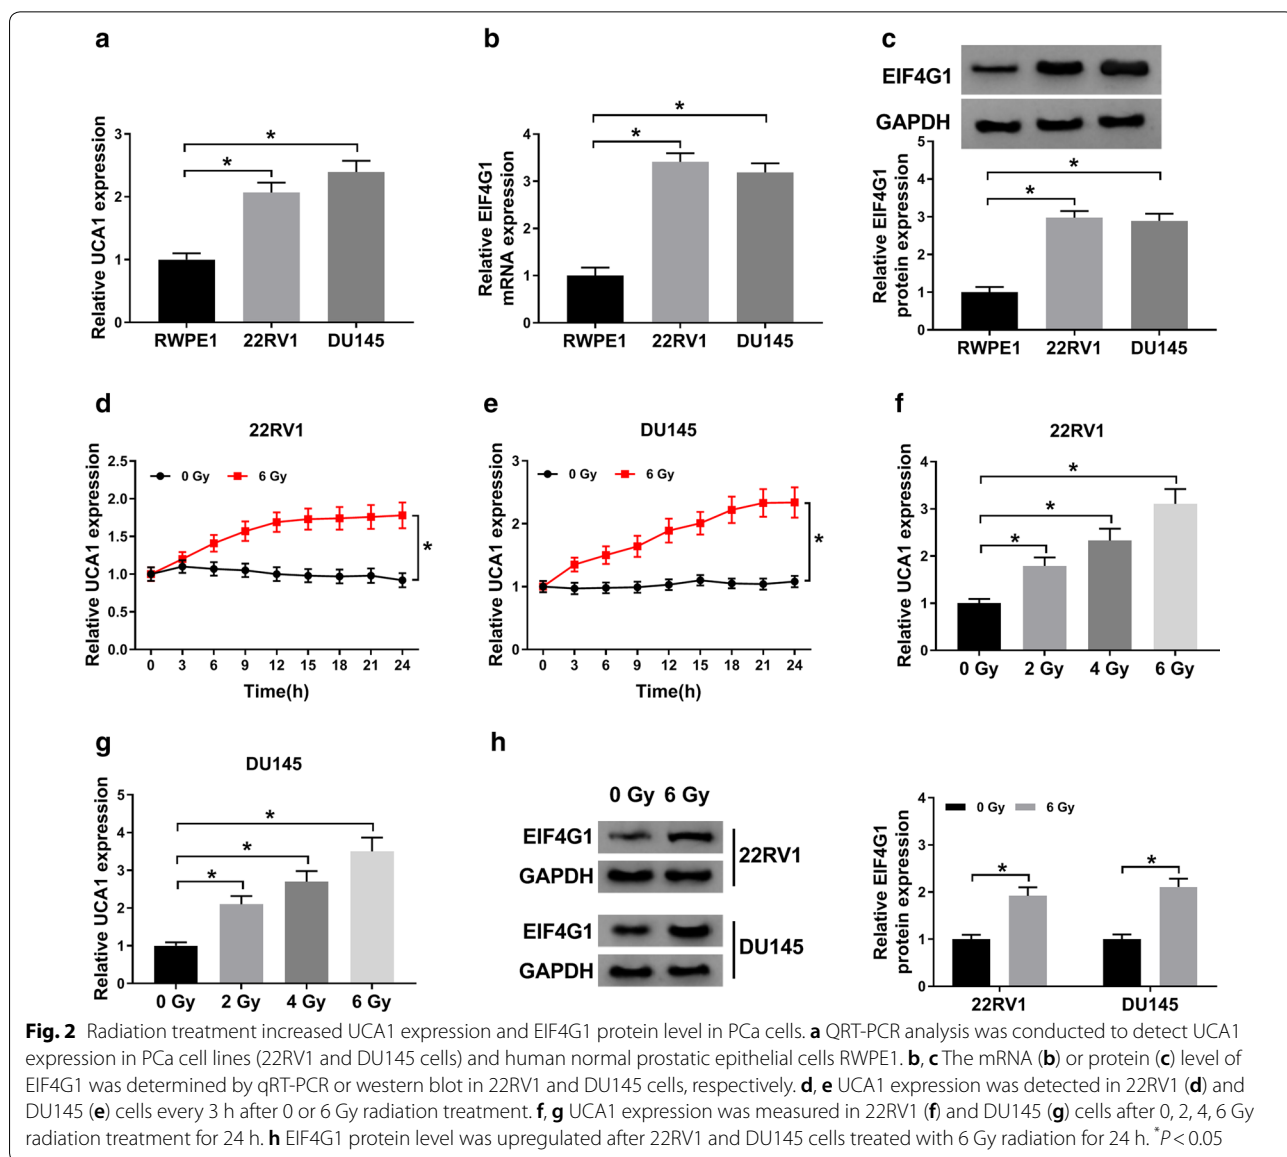 a
Relative UCA1 expression
3
2
1
0
*
*
RWPE1 22RV1 DU145
b
Relative EIF4G1
mRNA expression
4
3
2
1
0
*
*
RWPE1 22RV1 DU145
c
EIF4G1
GAPDH
Relative EIF4G1
protein expression
5
4
3
2
1
0
*
*
RWPE1 22RV1 DU145
d
22RV1
Relative UCA1 expression
2.5
2.0
1.5
1.0
0.5
0.0
0 Gy 6 Gy
*
0 3 6 9 12 15 18 21 24
Time(h)
e
DU145
Relative UCA1 expression
3
2
1
0
0 Gy 6 Gy
*
0 3 6 9 12 15 18 21 24
Time(h)
f
22RV1
Relative UCA1 expression
4
3
2
1
0
*
*
*
0 Gy 2 Gy 4 Gy 6 Gy
g
DU145
Relative UCA1 expression
5
4
3
2
1
0
*
*
*
0 Gy 2 Gy 4 Gy 6 Gy
h
0 Gy 6 Gy
EIF4G1
GAPDH
22RV1
EIF4G1
GAPDH
DU145
Relative EIF4G1
protein expression
4
3
2
1
0
0 Gy 6 Gy
*
*
22RV1 DU145
Fig. 2 Radiation treatment increased UCA1 expression and EIF4G1 protein level in PCa cells. a QRT-PCR analysis was conducted to detect UCA1
expression in PCa cell lines (22RV1 and DU145 cells) and human normal prostatic epithelial cells RWPE1. b, c The mRNA (b) or protein (c) level of
EIF4G1 was determined by qRT-PCR or western blot in 22RV1 and DU145 cells, respectively. d, e UCA1 expression was detected in 22RV1 (d) and
DU145 (e) cells every 3 h after 0 or 6 Gy radiation treatment. f, g UCA1 expression was measured in 22RV1 (f) and DU145 (g) cells after 0, 2, 4, 6 Gy
radiation treatment for 24 h. h EIF4G1 protein level was upregulated after 22RV1 and DU145 cells treated with 6 Gy radiation for 24 h. *P < 0.05